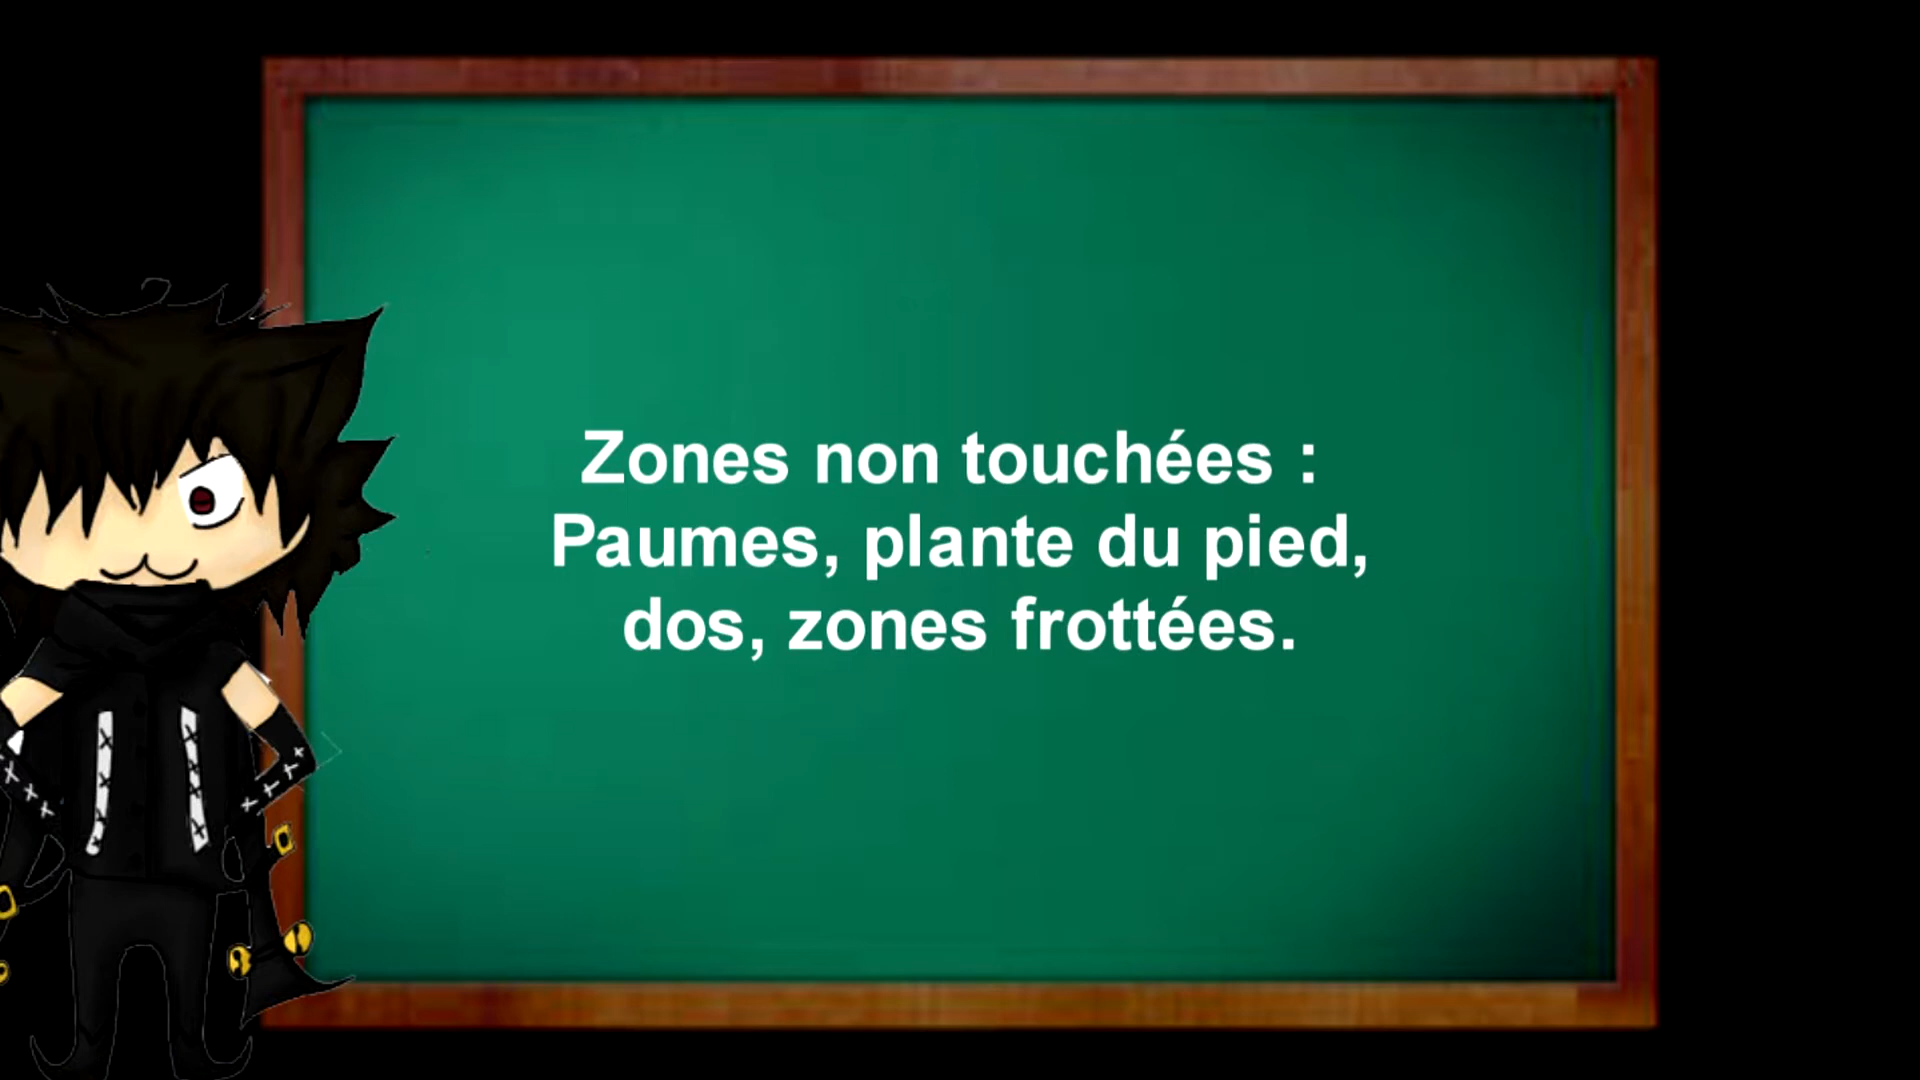 Zones non touchées :
Paumes, plante du pied,
dos, zones frottées.